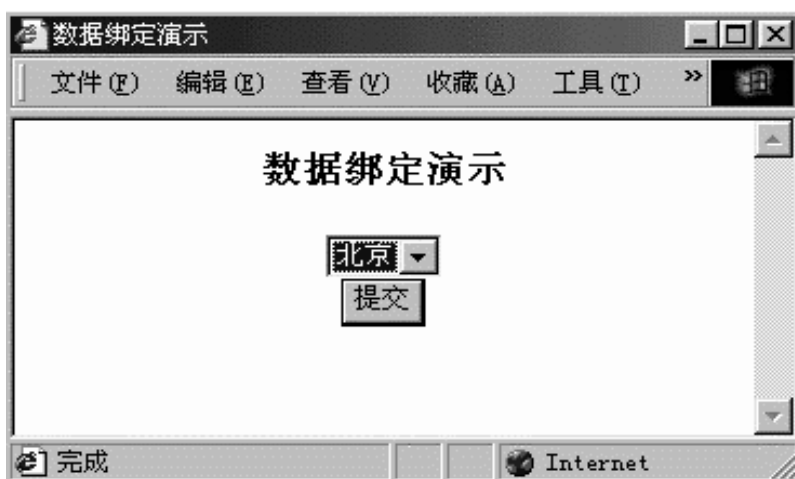 数据绑定演示
文件(F) 编辑(E) 查看(V) 收藏(A) 工具(T) »
数据绑定演示
北京
提交
完成 Internet